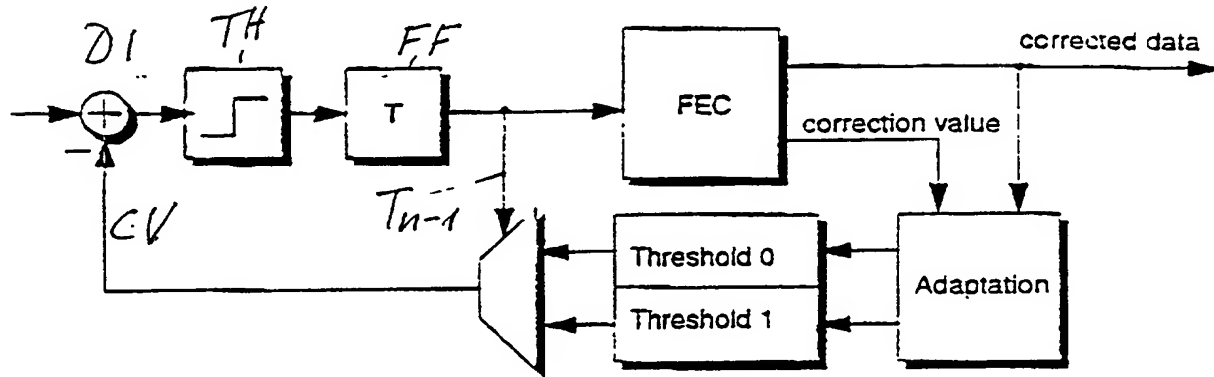 DI
TH
FF
corrected data
T
FEC
correction value
Tn-1
CV
Threshold 0
Threshold 1
Adaptation